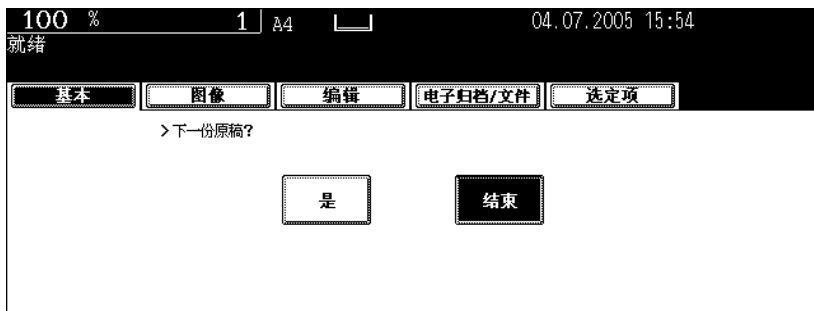 100 % 1 A4 04.07.2005 15:54
就绪
基本 图像 编辑 电子归档/文件 选定项
>下一份原稿?
是 结束